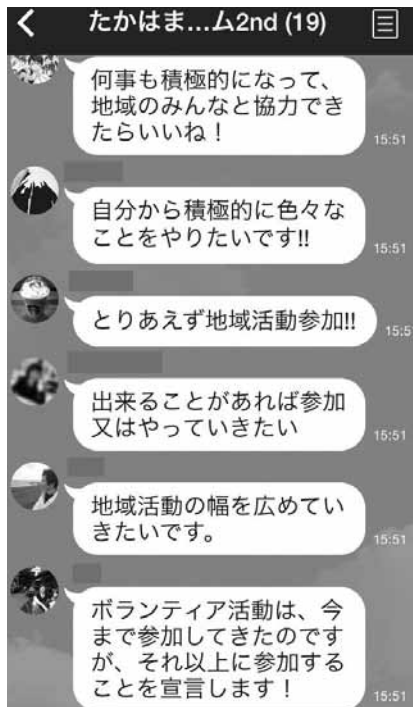 たかはま...ム2nd (19)
何事も積極的になって、
地域のみんなと協力でき
たらいいね！
15:51
自分から積極的に色々な
ことをやりたいです!!
15:51
とりあえず地域活動参加!!
15:5
出来ることがあれば参加
又はやっていきたい
15:51
地域活動の幅を広めてい
きたいです。
15:51
ボランティア活動は、今
まで参加してきたのです
が、それ以上に参加する
ことを宣言します！
15:51